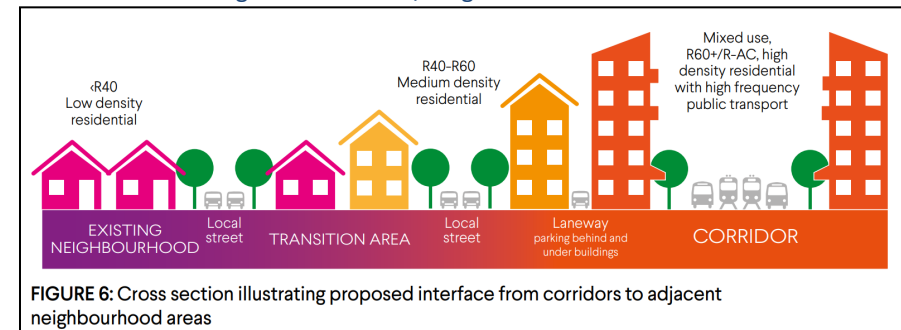 <R40
Low density
residential
R40-R60
Medium density
residential
Mixed use,
R60+/R-AC, high
density residential
with high frequency
public transport
EXISTING
NEIGHBOURHOOD
Local
street
TRANSITION AREA
Local
street
Laneway
parking behind and
under buildings
CORRIDOR
FIGURE 6: Cross section illustrating proposed interface from corridors to adjacent
neighbourhood areas